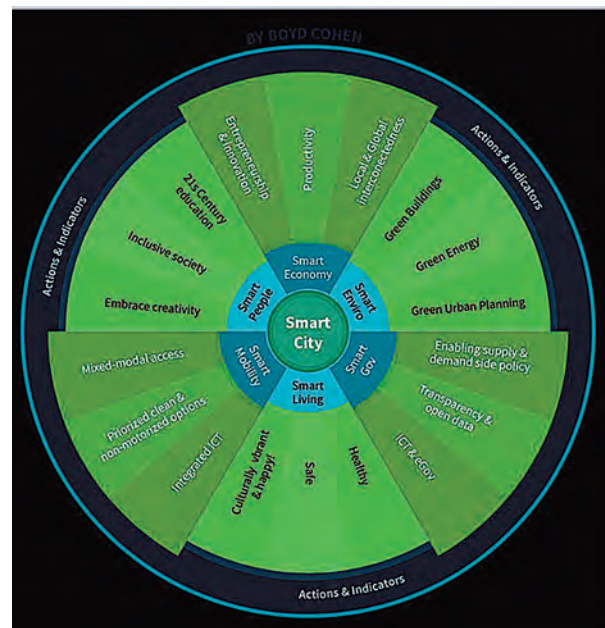 BY BOYD COHEN
Actions & Indicators
Actions & Indicators
Entrepreneurship
& Innovation
Productivity
Local & Global
interconnectedness
21s Century
education
Inclusive society
Embrace creativity
Green Buildings
Green Energy
Green Urban Planning
Smart
Economy
Smart
People
Smart
Enviro
Smart
City
Smart
Mobility
Smart
Gov
Smart
Living
Mixed-modal access
Priorized clean &
non-motorized options
Integrated ICT
Enabling supply &
demand side policy
Transparency &
open data
ICT & eGov
Culturally vibrant
& happy!
Safe
Healthy
Actions & Indicators